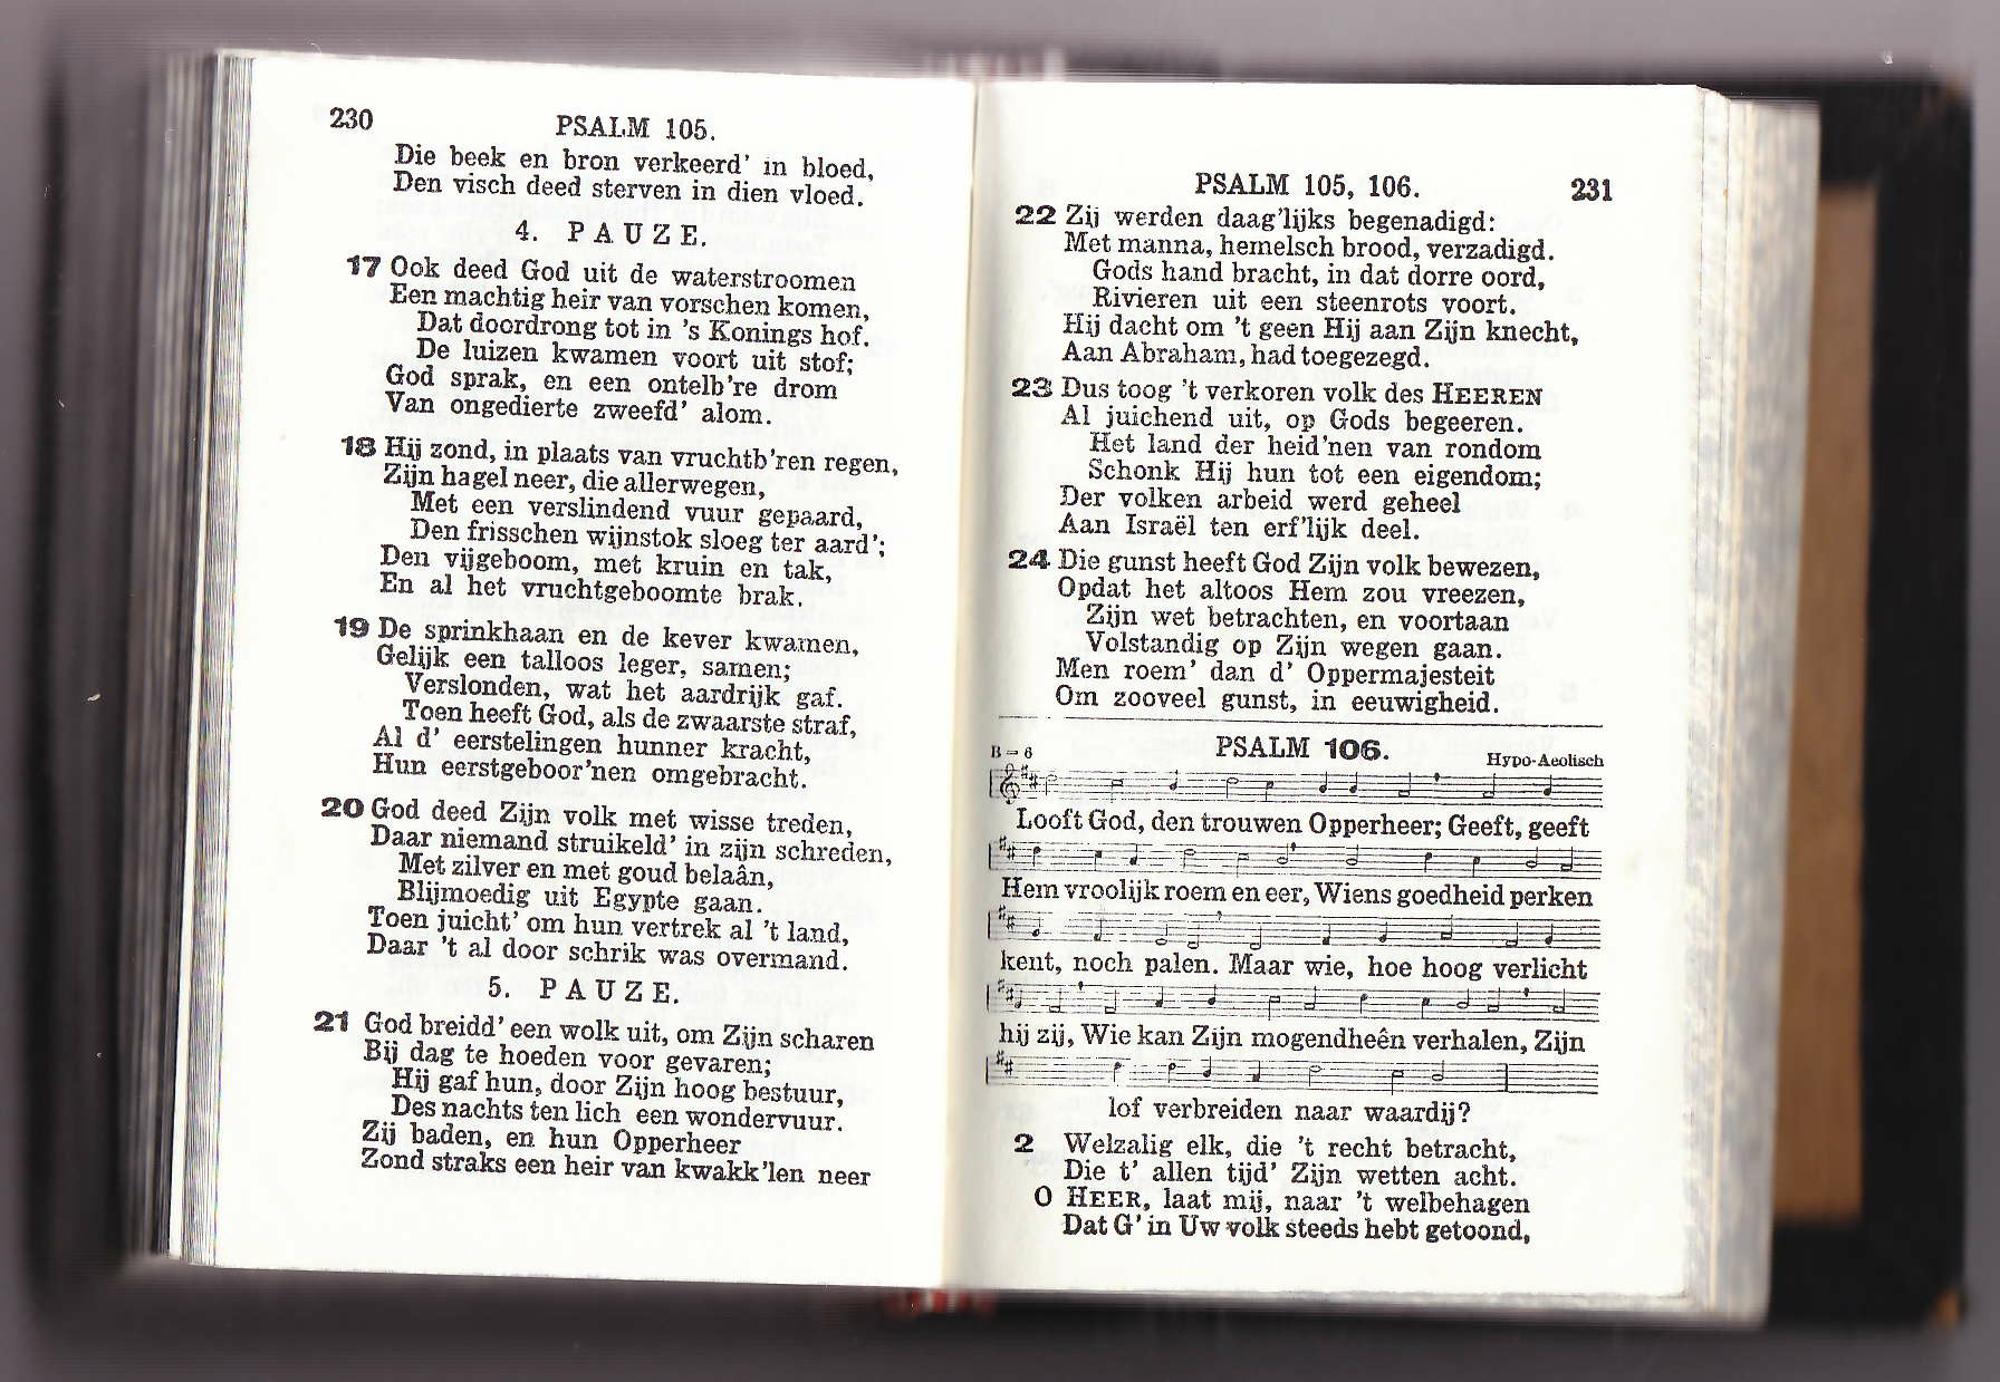 230
PSALM 105.
Die beek en bron verkeerd' in bloed,
Den visch deed sterven in dien vloed.
4. PAUZE.
17 Ook deed God uit de waterstroomen
Een machtig heir van vorschen komen,
Dat doordrong tot in 's Konings hof.
De luizen kwamen voort uit stof;
God sprak, en een ontelb're drom
Van ongedierte zweefd' alom.
18 Hij zond, in plaats van vruchtb'ren regen,
Zijn hagel neer, die allerwegen,
Met een verslindend vuur gepaard,
Den frisschen wijnstok sloeg ter aard';
Den vijgeboom, met kruin en tak,
En al het vruchtgeboomte brak.
19 De sprinkhaan en de kever kwamen,
Gelijk een talloos leger, samen;
Verslonden, wat het aardrijk gaf.
Toen heeft God, als de zwaarste straf,
Al d' eerstelingen hunner kracht,
Hun eerstgeboor'nen omgebracht.
20 God deed Zijn volk met wisse treden,
Daar niemand struikeld' in zijn schreden,
Met zilver en met goud belaân,
Blijmoedig uit Egypte gaan.
Toen juicht' om hun vertrek al 't land,
Daar 't al door schrik was overmand.
5. PAUZE.
21 God breidd' een wolk uit, om Zijn scharen
Bij dag te hoeden voor gevaren;
Hij gaf hun, door Zijn hoog bestuur,
Des nachts ten lich een wondervuur.
Zij baden, en hun Opperheer
Zond straks een heir van kwakk'len neer
PSALM 105, 106.
231
22 Zij werden daag'lijks begenadigd:
Met manna, hemelsch brood, verzadigd.
Gods hand bracht, in dat dorre oord,
Rivieren uit een steenrots voort.
Hij dacht om 't geen Hij aan Zijn knecht,
Aan Abraham, had toegezegd.
23 Dus toog 't verkoren volk des HEEREN
Al juichend uit, op Gods begeeren.
Het land der heid'nen van rondom
Schonk Hij hun tot een eigendom;
Der volken arbeid werd geheel
Aan Israël ten erf'lijk deel.
24 Die gunst heeft God Zijn volk bewezen,
Opdat het altoos Hem zou vreezen,
Zijn wet betrachten, en voortaan
Volstandig op Zijn wegen gaan.
Men roem' dan d' Oppermajesteit
Om zooveel gunst, in eeuwigheid.
B = 6
PSALM 106.
Hypo-Aeolisch
Looft God, den trouwen Opperheer; Geeft, geeft
Hem vroolijk roem en eer, Wiens goedheid perken
kent, noch palen. Maar wie, hoe hoog verlicht
hij zij, Wie kan Zijn mogendheên verhalen, Zijn
lof verbreiden naar waardij?
2 Welzalig elk, die 't recht betracht,
Die t' allen tijd' Zijn wetten acht.
O HEER, laat mij, naar 't welbehagen
Dat G' in Uw volk steeds hebt getoond,